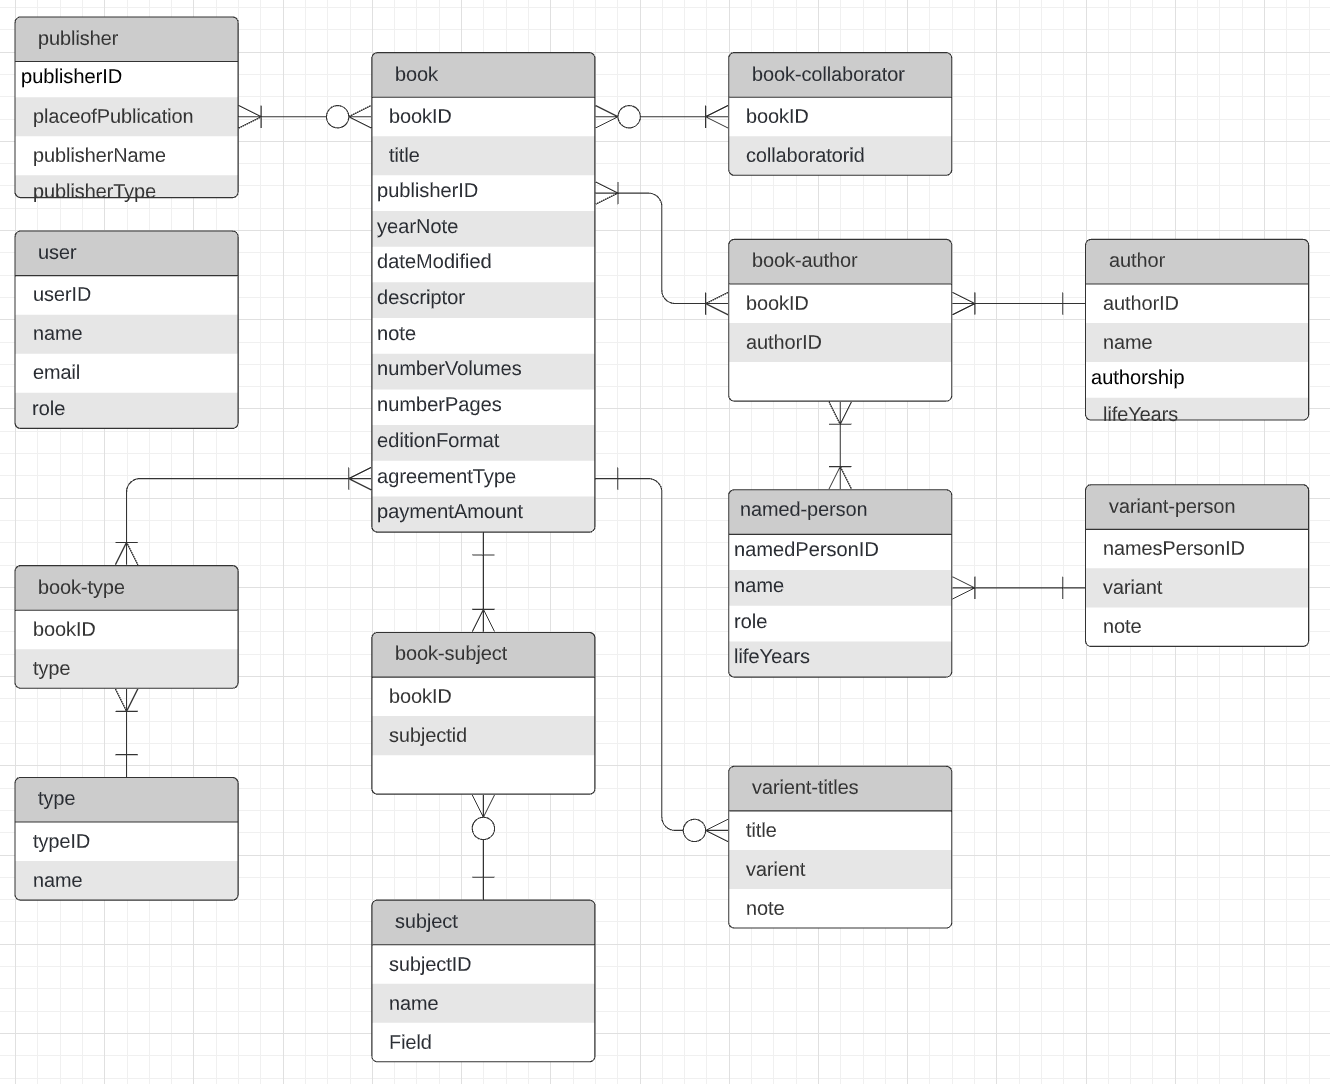 publisher
publisherID
placeofPublication
publisherName
publisherType
user
userID
name
email
role
book
bookID
title
publisherID
yearNote
dateModified
descriptor
note
numberVolumes
numberPages
editionFormat
agreementType
paymentAmount
book-collaborator
bookID
collaboratorid
book-author
bookID
authorID
author
authorID
name
authorship
lifeYears
named-person
namedPersonID
name
role
lifeYears
variant-person
namesPersonID
variant
note
book-type
bookID
type
book-subject
bookID
subjectid
type
typeID
name
varient-titles
title
varient
note
subject
subjectID
name
Field